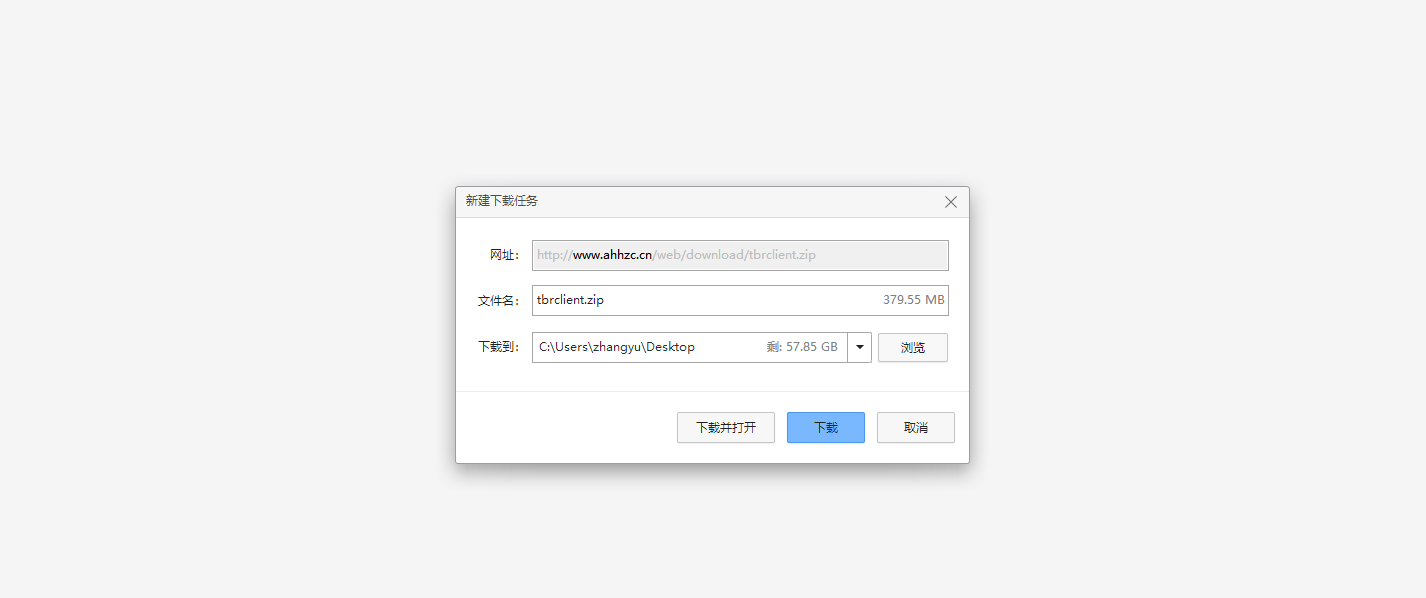 新建下载任务
网址： http://www.ahhzc.cn/web/download/tbrclient.zip
文件名： tbrclient.zip 379.55 MB
下载到： C:\Users\zhangyu\Desktop 剩: 57.85 GB 浏览
下载并打开 下载 取消